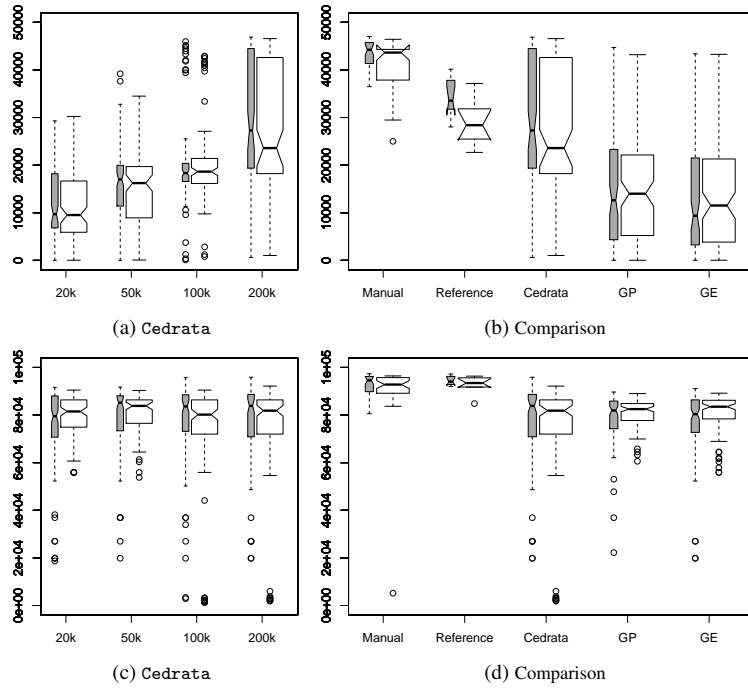 50000
40000
30000
20000
10000
0
20k 50k 100k 200k
(a) Cedrata
50000
40000
30000
20000
10000
0
Manual Reference Cedrata GP GE
(b) Comparison
1e+05
8e+04
6e+04
4e+04
2e+04
0e+00
20k 50k 100k 200k
(c) Cedrata
1e+05
8e+04
6e+04
4e+04
2e+04
0e+00
Manual Reference Cedrata GP GE
(d) Comparison